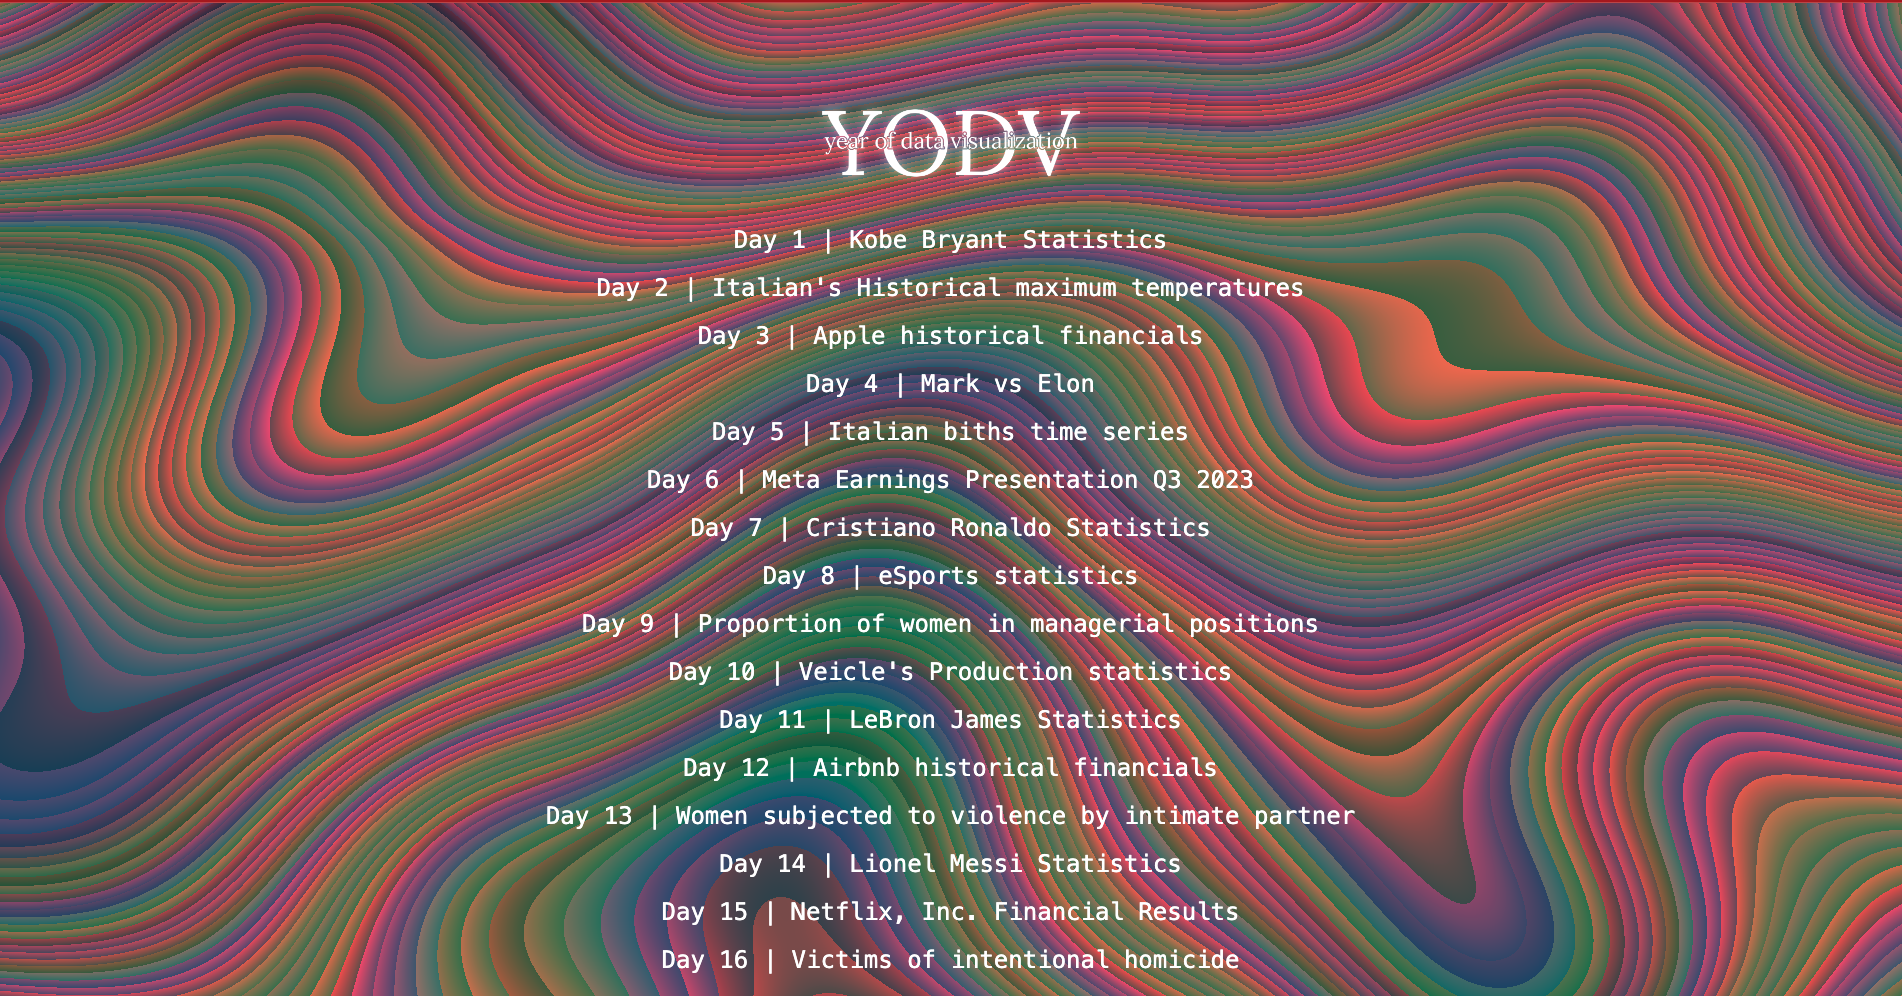 YODV
year of data visualization
Day 1 | Kobe Bryant Statistics
Day 2 | Italian's Historical maximum temperatures
Day 3 | Apple historical financials
Day 4 | Mark vs Elon
Day 5 | Italian biths time series
Day 6 | Meta Earnings Presentation Q3 2023
Day 7 | Cristiano Ronaldo Statistics
Day 8 | eSports statistics
Day 9 | Proportion of women in managerial positions
Day 10 | Veicle's Production statistics
Day 11 | LeBron James Statistics
Day 12 | Airbnb historical financials
Day 13 | Women subjected to violence by intimate partner
Day 14 | Lionel Messi Statistics
Day 15 | Netflix, Inc. Financial Results
Day 16 | Victims of intentional homicide